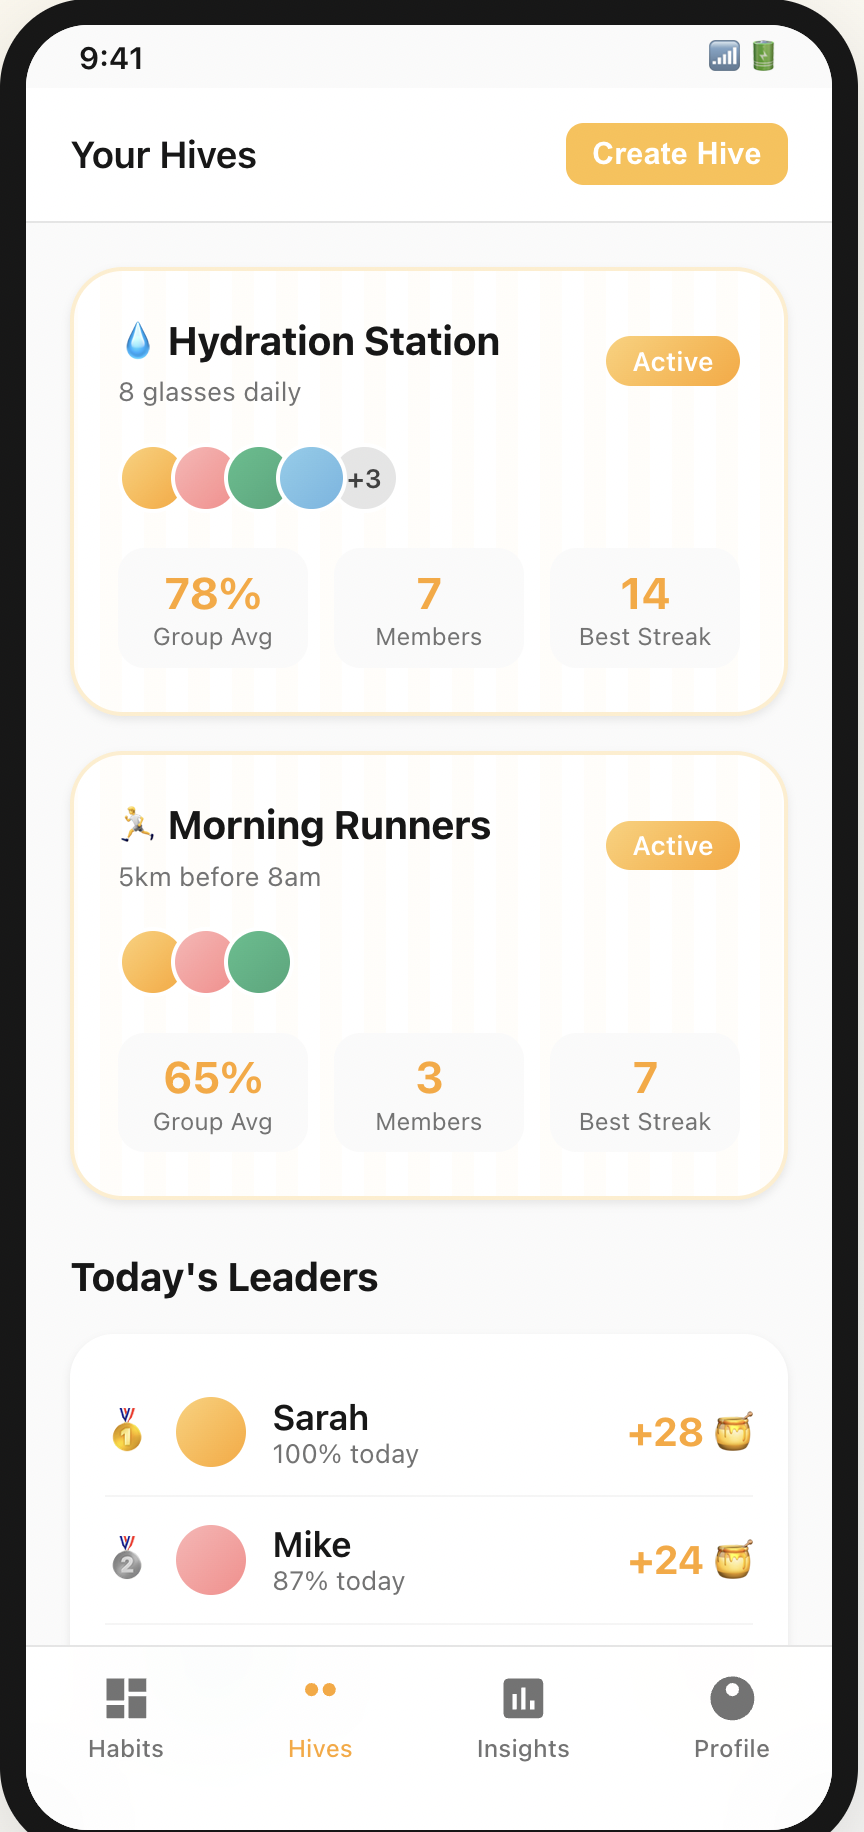 9:41
Your Hives
Create Hive
Hydration Station
Active
8 glasses daily
+3
78%
7
14
Group Avg
Members
Best Streak
Morning Runners
Active
5km before 8am
65%
3
7
Group Avg
Members
Best Streak
Today's Leaders
1
Sarah
100% today
+28
2
Mike
87% today
+24
Habits
Hives
Insights
Profile